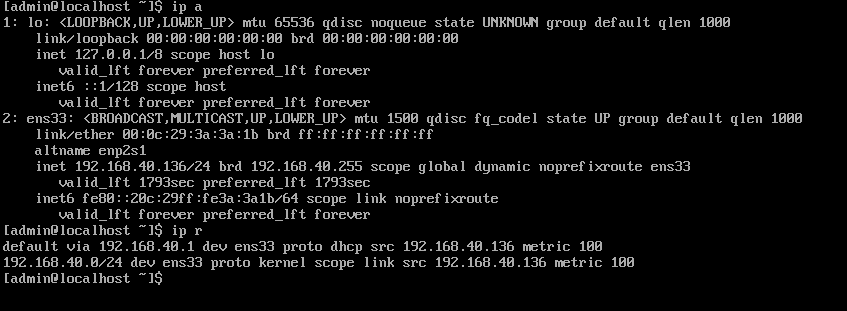 [admin@localhost ~]$ ip a
1: lo: <LOOPBACK,UP,LOWER_UP> mtu 65536 qdisc noqueue state UNKNOWN group default qlen 1000
    link/loopback 00:00:00:00:00:00 brd 00:00:00:00:00:00
    inet 127.0.0.1/8 scope host lo
       valid_lft forever preferred_lft forever
    inet6 ::1/128 scope host
       valid_lft forever preferred_lft forever
2: ens33: <BROADCAST,MULTICAST,UP,LOWER_UP> mtu 1500 qdisc fq_codel state UP group default qlen 1000
    link/ether 00:0c:29:3a:3a:1b brd ff:ff:ff:ff:ff:ff
    altname enp2s1
    inet 192.168.40.136/24 brd 192.168.40.255 scope global dynamic noprefixroute ens33
       valid_lft 1793sec preferred_lft 1793sec
    inet6 fe80::20c:29ff:fe3a:3a1b/64 scope link noprefixroute
       valid_lft forever preferred_lft forever
[admin@localhost ~]$ ip r
default via 192.168.40.1 dev ens33 proto dhcp src 192.168.40.136 metric 100
192.168.40.0/24 dev ens33 proto kernel scope link src 192.168.40.136 metric 100
[admin@localhost ~]$